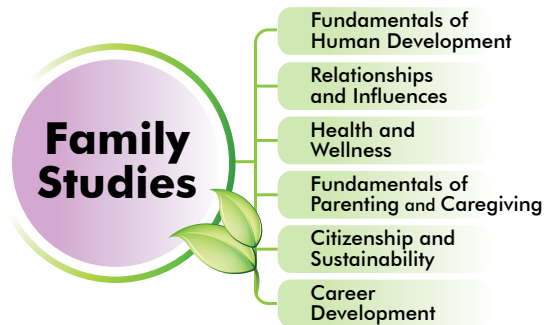 Family
Studies
Fundamentals of
Human Development
Relationships
and Influences
Health and
Wellness
Fundamentals of
Parenting and Caregiving
Citizenship and
Sustainability
Career
Development